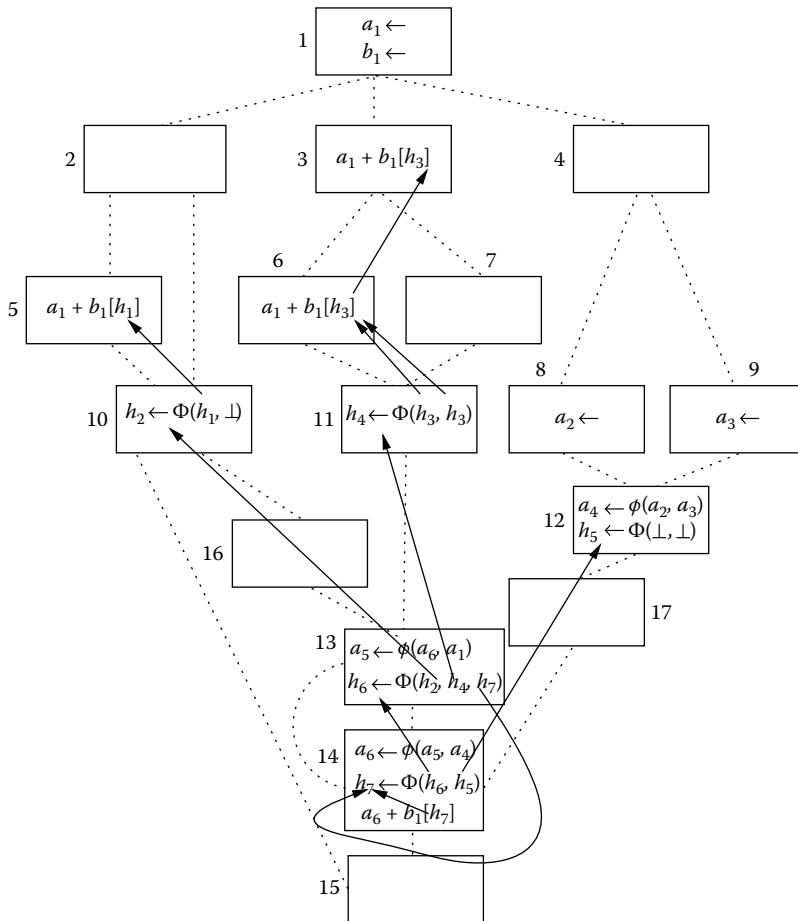 1
a₁ ←
b₁ ←
2
3
a₁ + b₁[h₃]
4
6
7
5
a₁ + b₁[h₁]
a₁ + b₁[h₃]
8
9
10
h₂ ← Φ(h₁, ⊥)
11
h₄ ← Φ(h₃, h₃)
a₂ ←
a₃ ←
12
a₄ ← ϕ(a₂, a₃)
h₅ ← Φ(⊥, ⊥)
16
17
13
a₅ ← ϕ(a₆, a₁)
h₆ ← Φ(h₂, h₄, h₇)
14
a₆ ← ϕ(a₅, a₄)
h₇ ← Φ(h₆, h₅)
a₆ + b₁[h₇]
15